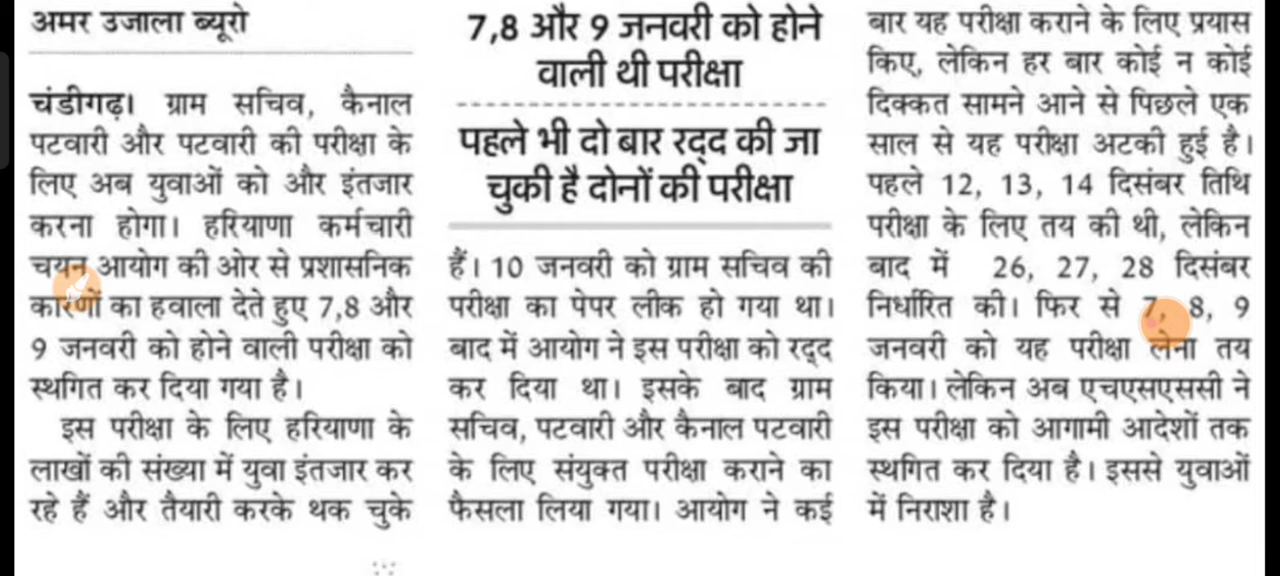 अमर उजाला ब्यूरो
चंडीगढ़। ग्राम सचिव, कैनाल
पटवारी और पटवारी की परीक्षा के
लिए अब युवाओं को और इंतजार
करना होगा। हरियाणा कर्मचारी
चयन आयोग की ओर से प्रशासनिक
कारणों का हवाला देते हुए 7,8 और
9 जनवरी को होने वाली परीक्षा को
स्थगित कर दिया गया है।
इस परीक्षा के लिए हरियाणा के
लाखों की संख्या में युवा इंतजार कर
रहे हैं और तैयारी करके थक चुके
7,8 और 9 जनवरी को होने
वाली थी परीक्षा
पहले भी दो बार रद्द की जा
चुकी है दोनों की परीक्षा
हैं। 10 जनवरी को ग्राम सचिव की
परीक्षा का पेपर लीक हो गया था।
बाद में आयोग ने इस परीक्षा को रद्द
कर दिया था। इसके बाद ग्राम
सचिव, पटवारी और कैनाल पटवारी
के लिए संयुक्त परीक्षा कराने का
फैसला लिया गया। आयोग ने कई
बार यह परीक्षा कराने के लिए प्रयास
किए, लेकिन हर बार कोई न कोई
दिक्कत सामने आने से पिछले एक
साल से यह परीक्षा अटकी हुई है।
पहले 12, 13, 14 दिसंबर तिथि
परीक्षा के लिए तय की थी, लेकिन
बाद में 26, 27, 28 दिसंबर
निर्धारित की। फिर से 7, 8, 9
जनवरी को यह परीक्षा लेना तय
किया। लेकिन अब एचएसएससी ने
इस परीक्षा को आगामी आदेशों तक
स्थगित कर दिया है। इससे युवाओं
में निराशा है।